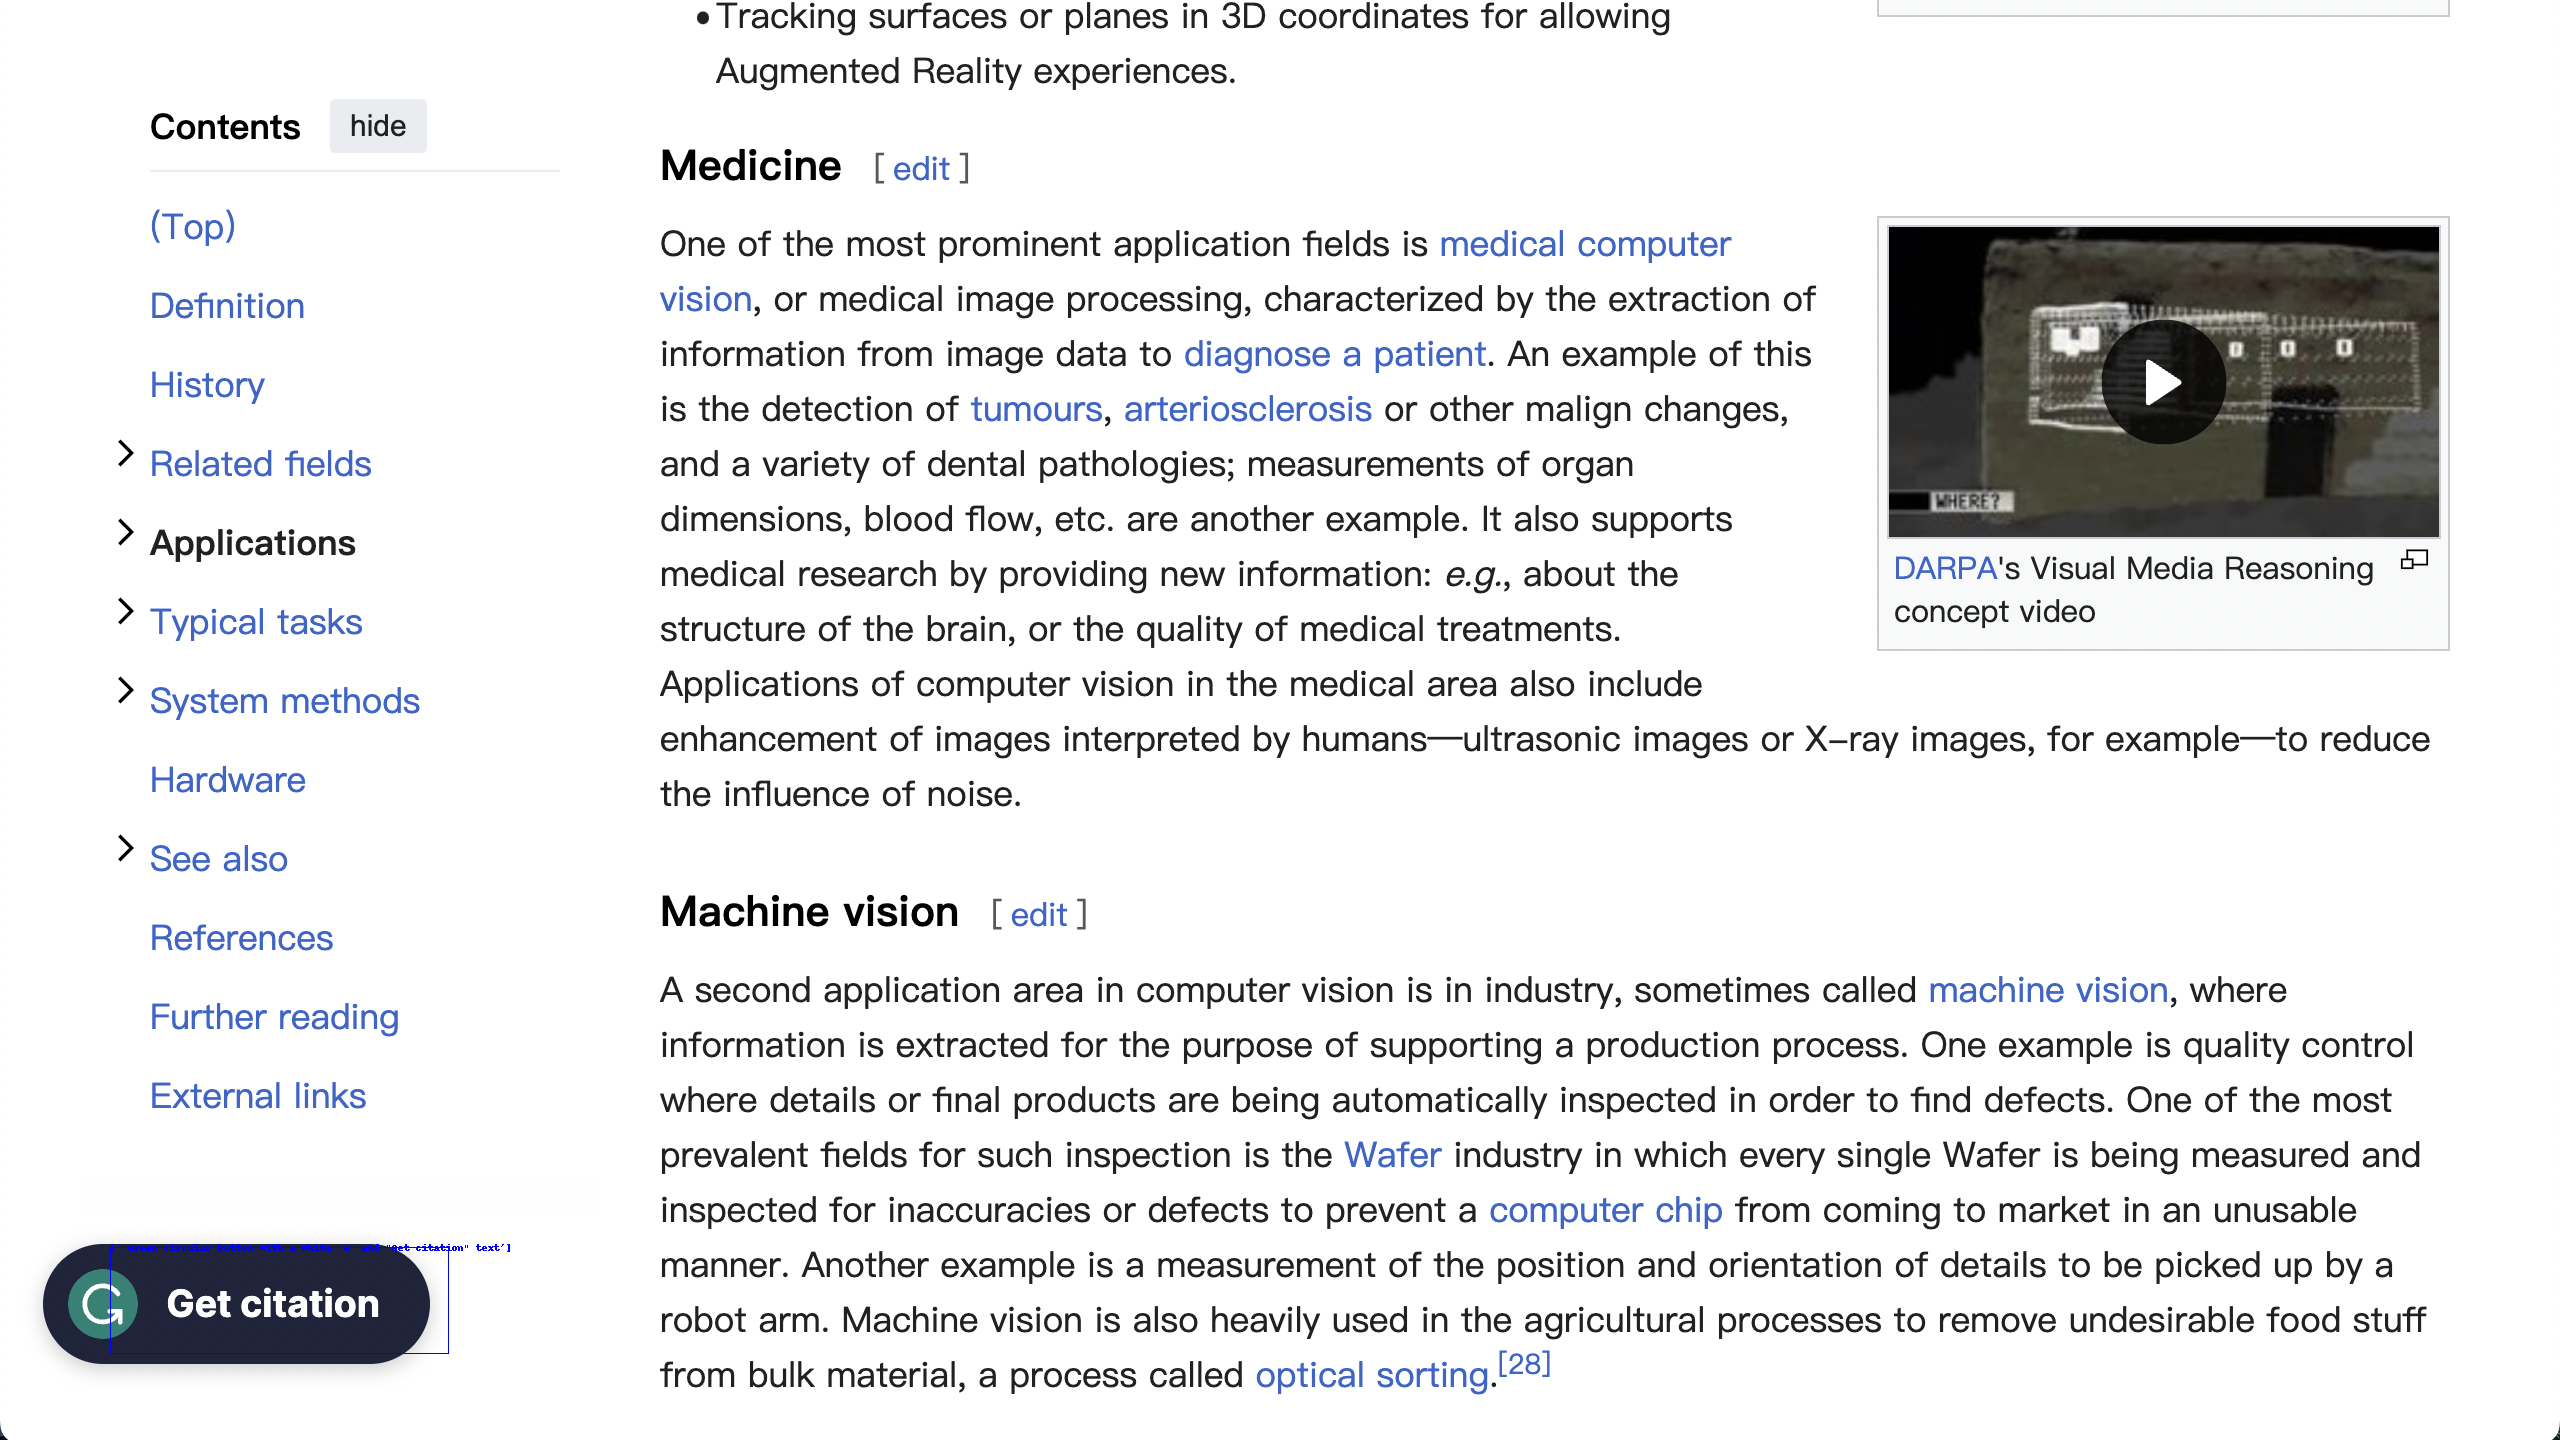 • Tracking surfaces or planes in 3D coordinates for allowing
Augmented Reality experiences.
Contents hide
(Top)
Definition
History
Related fields
Applications
Typical tasks
System methods
Hardware
See also
References
Further reading
External links
Medicine [ edit ]
One of the most prominent application fields is medical computer
vision, or medical image processing, characterized by the extraction of
information from image data to diagnose a patient. An example of this
is the detection of tumours, arteriosclerosis or other malign changes,
and a variety of dental pathologies; measurements of organ
dimensions, blood flow, etc. are another example. It also supports
medical research by providing new information: e.g., about the
structure of the brain, or the quality of medical treatments.
Applications of computer vision in the medical area also include
enhancement of images interpreted by humans—ultrasonic images or X-ray images, for example—to reduce
the influence of noise.
WHERE?
DARPA's Visual Media Reasoning
concept video
Machine vision [ edit ]
A second application area in computer vision is in industry, sometimes called machine vision, where
information is extracted for the purpose of supporting a production process. One example is quality control
where details or final products are being automatically inspected in order to find defects. One of the most
prevalent fields for such inspection is the Wafer industry in which every single Wafer is being measured and
inspected for inaccuracies or defects to prevent a computer chip from coming to market in an unusable
manner. Another example is a measurement of the position and orientation of details to be picked up by a
robot arm. Machine vision is also heavily used in the agricultural processes to remove undesirable food stuff
from bulk material, a process called optical sorting.[28]
green circular button with a white and "Get citation" text']
Get citation